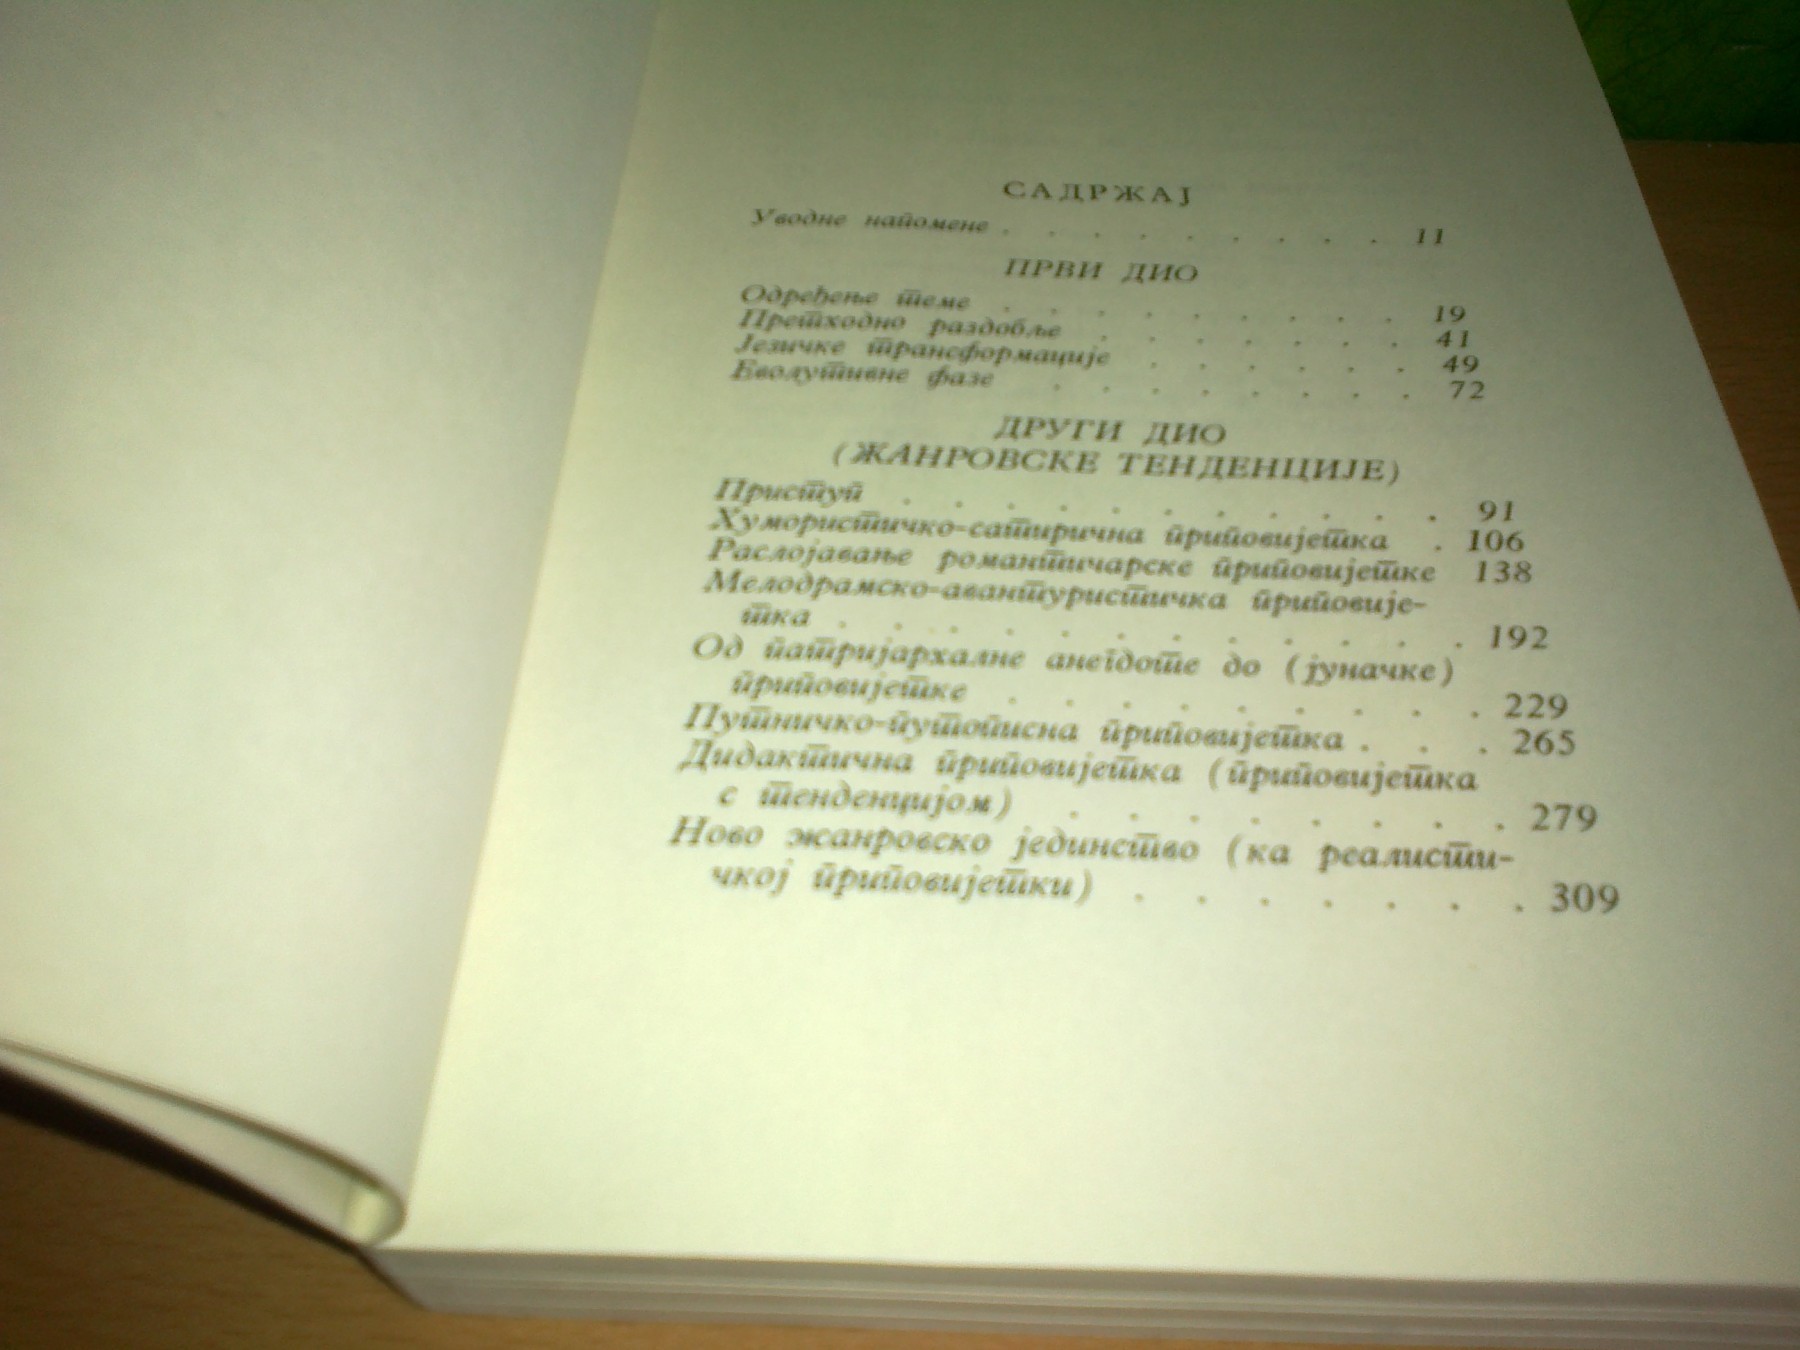 САДРЖАЈ
Уводне напомене . . . . . . . . . 11
ПРВИ ДИО
Одређење теме . . . . . . . . . 19
Претходно раздобље . . . . . . . 41
Језичке трансформације . . . . . . 49
Еволутивне фазе . . . . . . . . 72
ДРУГИ ДИО
(ЖАНРОВСКЕ ТЕНДЕНЦИЈЕ)
Приступ . . . . . . . . . . 91
Хумористичко-сатирична приповијетка . 106
Раслојавање романтичарске приповијетке 138
Мелодрамско-авантуристичка приповије-
тка . . . . . . . . . . . . 192
Од патријархалне анегдоте до (јуначке)
приповијетке . . . . . . . . . 229
Путничко-путописна приповијетка . . . 265
Дидактична приповијетка (приповијетка
с тенденцијом) . . . . . . . . 279
Ново жанровско јединство (ка реалисти-
чкој приповијетки) . . . . . . . 309